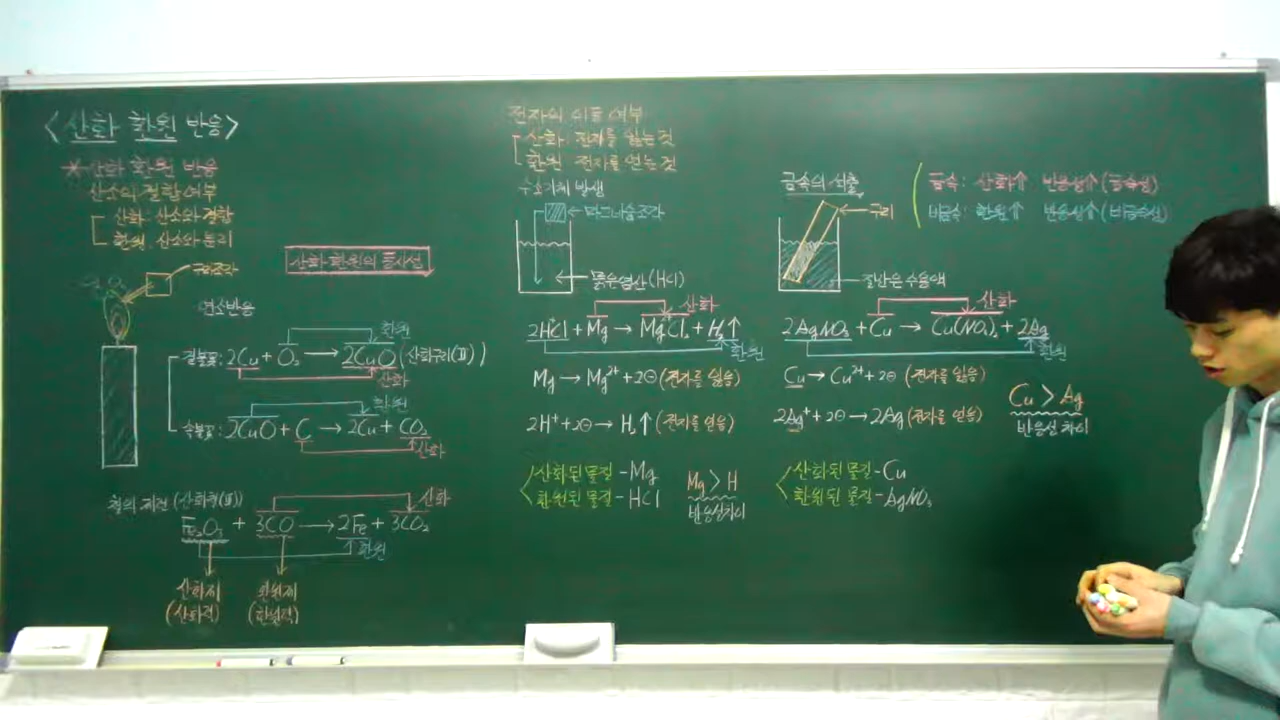 <산화 환원 반응>
*산화 환원 반응
산소의 결합여부
산화: 산소와 결합
환원: 산소와 분리
구리조각
산화 환원의 동시성
연소반응
환원
겉불꽃: 2Cu + O₂ → 2CuO (산화구리(Ⅱ))
산화
환원
속불꽃: 2CuO + C → 2Cu + CO₂
산화
철의 제련 (산화철(Ⅲ))
산화
Fe₂O₃ + 3CO → 2Fe + 3CO₂
환원
산화제 환원제
(산화력) (환원력)
전자의 이동 여부
산화: 전자를 잃는 것
환원: 전자를 얻는 것
수소기체 발생
마그네슘조각
묽은염산(HCl)
산화
2HCl + Mg → MgCl₂ + H₂↑
환원
Mg → Mg²⁺ + 2⊖ (전자를 잃음)
2H⁺ + 2⊖ → H₂↑ (전자를 얻음)
산화된 물질 - Mg
환원된 물질 - HCl
Mg > H
반응성차이
금속의 석출
구리
질산은 수용액
금속: 산화↑ 반응성↑(금속성)
비금속: 환원↑ 반응성↑(비금속성)
산화
2AgNO₃ + Cu → Cu(NO₃)₂ + 2Ag
환원
Cu → Cu²⁺ + 2⊖ (전자를 잃음)
2Ag⁺ + 2⊖ → 2Ag (전자를 얻음)
Cu > Ag
반응성 차이
산화된 물질 - Cu
환원된 물질 - AgNO₃